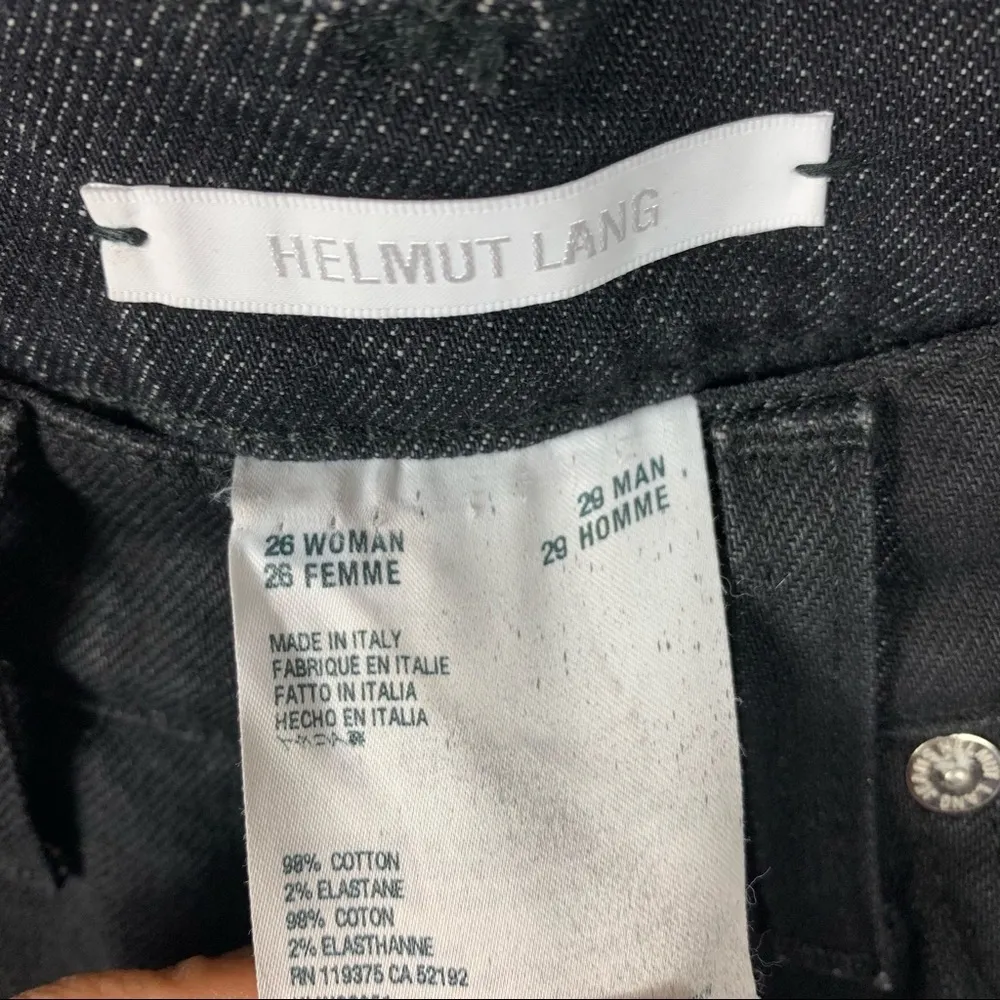 HELMUT LANG
26 WOMAN
26 FEMME
29 MAN
29 HOMME
MADE IN ITALY
FABRIQUE EN ITALIE
FATTO IN ITALIA
HECHO EN ITALIA
98% COTTON
2% ELASTANE
98% COTON
2% ELASTHANNE
RN 119375 CA 52192
LANG